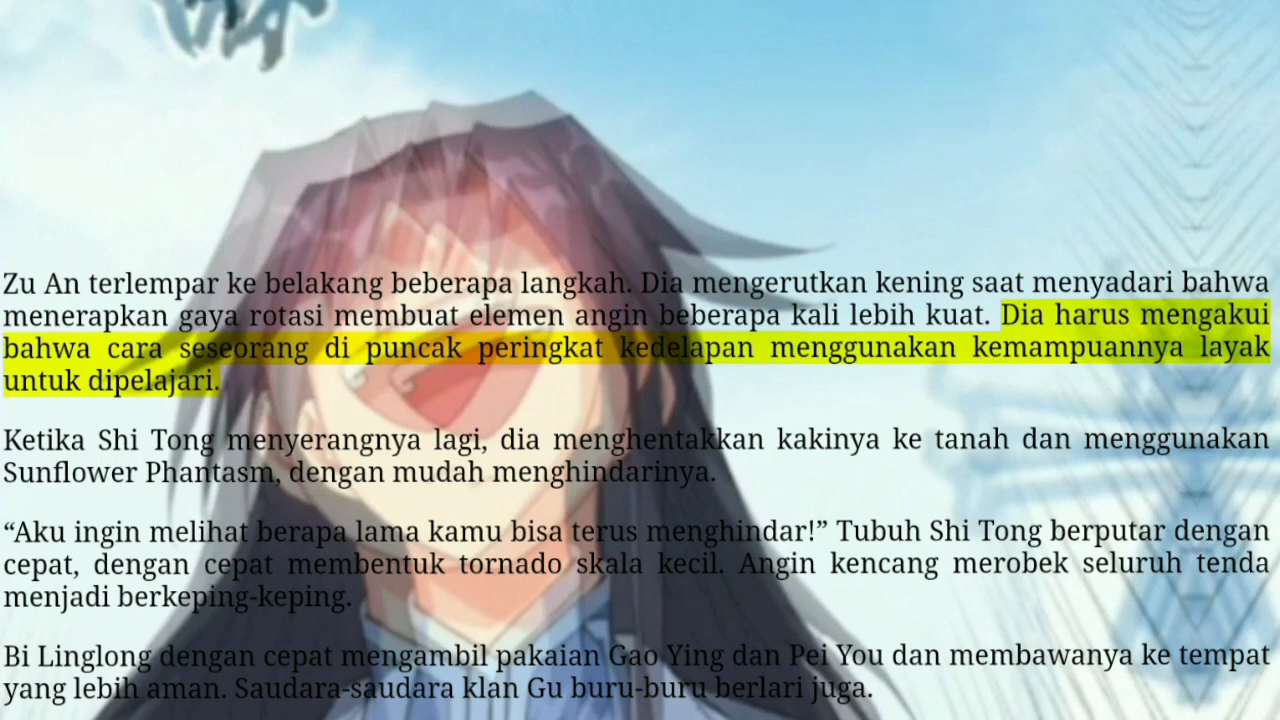 Zu An terlempar ke belakang beberapa langkah. Dia mengerutkan kening saat menyadari bahwa
menerapkan gaya rotasi membuat elemen angin beberapa kali lebih kuat. Dia harus mengakui
bahwa cara seseorang di puncak peringkat kedelapan menggunakan kemampuannya layak
untuk dipelajari.
Ketika Shi Tong menyerangnya lagi, dia menghentakkan kakinya ke tanah dan menggunakan
Sunflower Phantasm, dengan mudah menghindarinya.
“Aku ingin melihat berapa lama kamu bisa terus menghindar!” Tubuh Shi Tong berputar dengan
cepat, dengan cepat membentuk tornado skala kecil. Angin kencang merobek seluruh tenda
menjadi berkeping-keping.
Bi Linglong dengan cepat mengambil pakaian Gao Ying dan Pei You dan membawanya ke tempat
yang lebih aman. Saudara-saudara klan Gu buru-buru berlari juga.